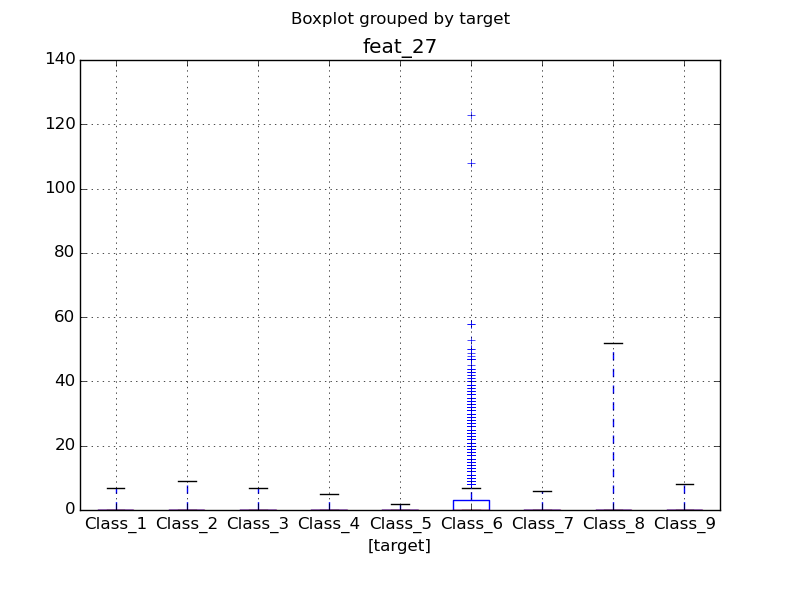 Boxplot grouped by target
feat_27
140
120
100
80
60
40
20
0
Class_1 Class_2 Class_3 Class_4 Class_5 Class_6 Class_7 Class_8 Class_9
[target]